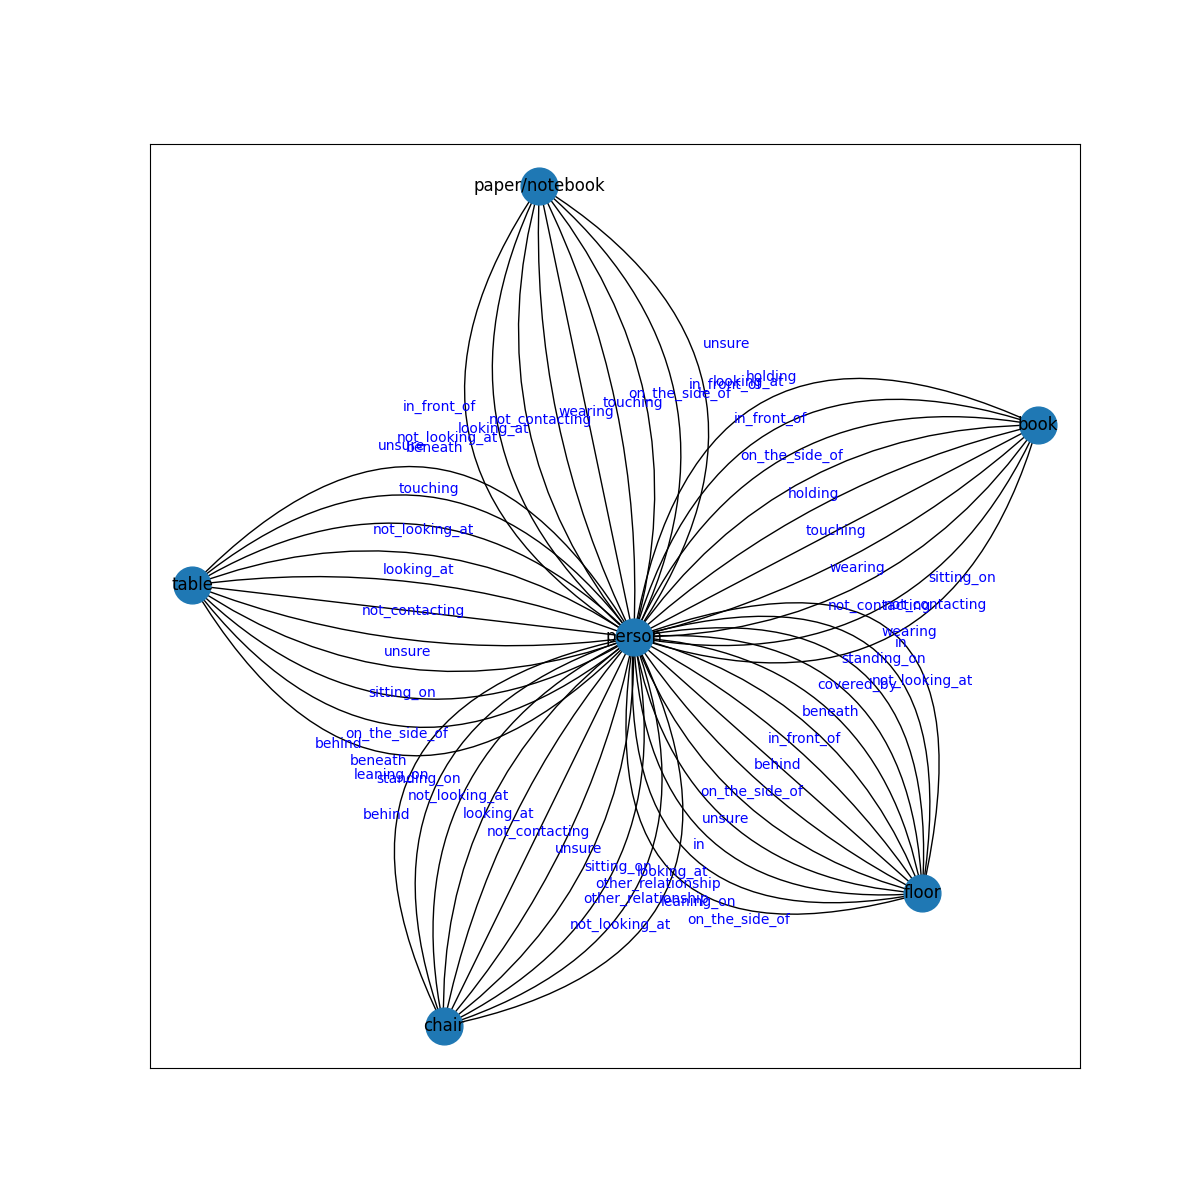 paper/notebook
unsure
holding
looking_at
in_front_of
on_the_side_of
touching
wearing
not_contacting
looking_at
not_looking_at
in_front_of
unsure
beneath
in_front_of
book
on_the_side_of
holding
touching
wearing
sitting_on
not_contacting
not_contacting
touching
not_looking_at
looking_at
table
not_contacting
unsure
sitting_on
on_the_side_of
behind
beneath
leaning_on
person
wearing
in
standing_on
not_looking_at
covered_by
beneath
in_front_of
behind
on_the_side_of
unsure
in
looking_at
other_relationship
leaning_on
on_the_side_of
floor
standing_on
not_looking_at
behind
looking_at
not_contacting
unsure
sitting_on
other_relationship
not_looking_at
chair